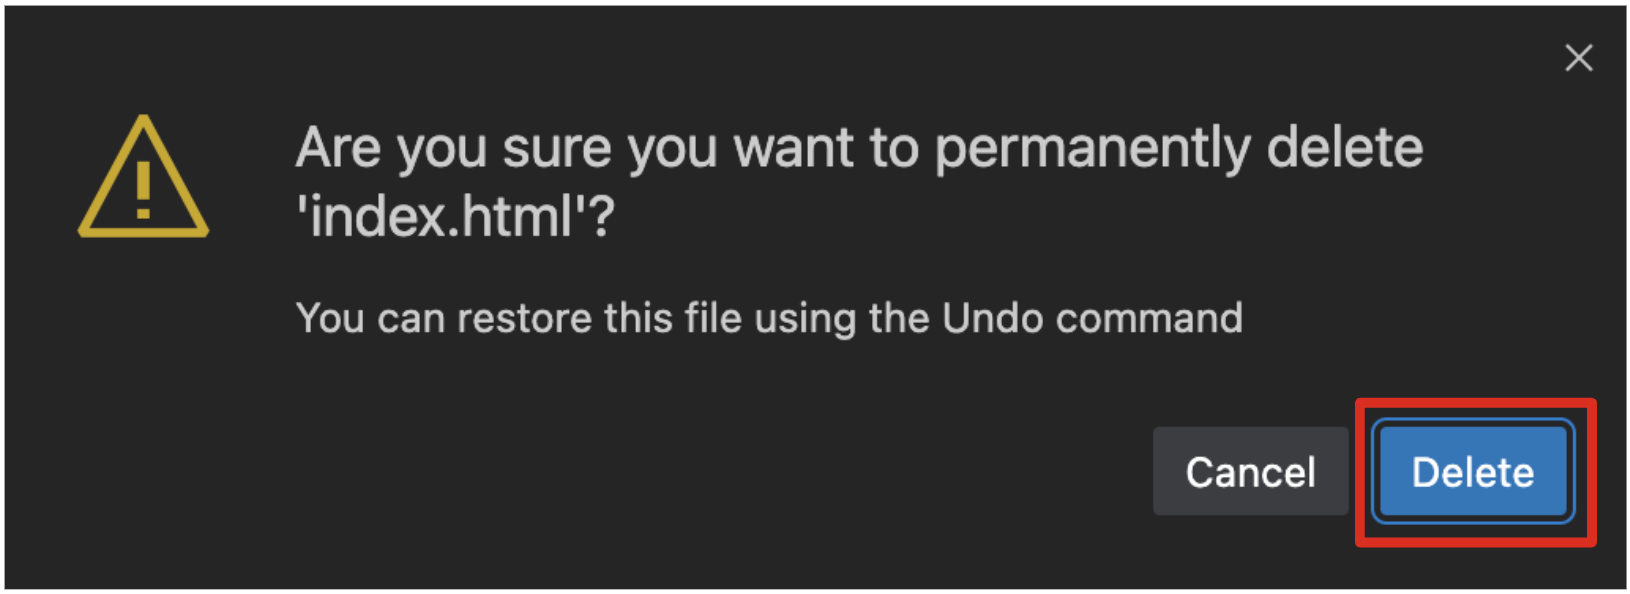 Are you sure you want to permanently delete
'index.html'?
You can restore this file using the Undo command
Cancel
Delete